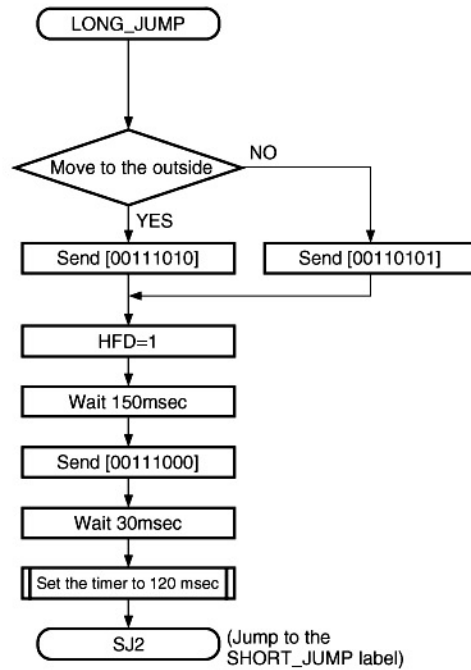 LONG_JUMP
Move to the outside
NO
YES
Send [00111010]
Send [00110101]
HFD=1
Wait 150msec
Send [00111000]
Wait 30msec
Set the timer to 120 msec
SJ2
(Jump to the
SHORT_JUMP label)